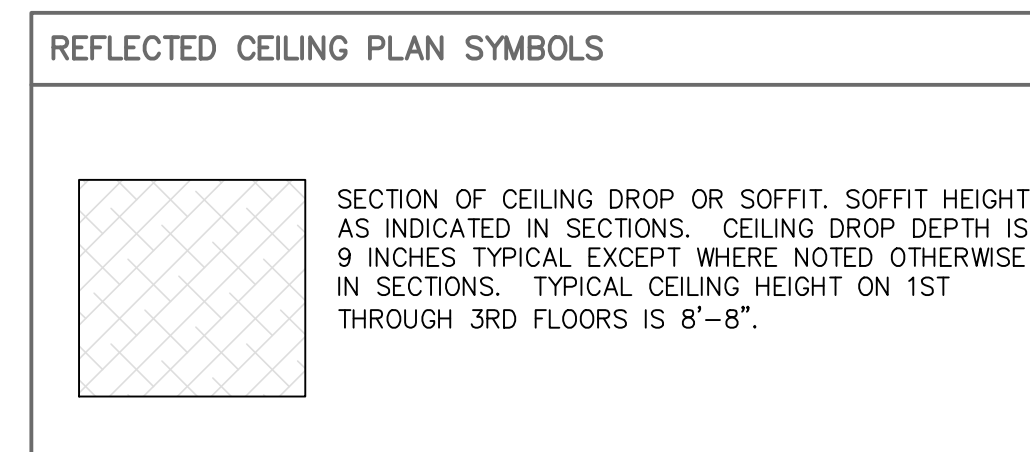 REFLECTED CEILING PLAN SYMBOLS
SECTION OF CEILING DROP OR SOFFIT. SOFFIT HEIGHT
AS INDICATED IN SECTIONS. CEILING DROP DEPTH IS
9 INCHES TYPICAL EXCEPT WHERE NOTED OTHERWISE
IN SECTIONS. TYPICAL CEILING HEIGHT ON 1ST
THROUGH 3RD FLOORS IS 8'–8”.